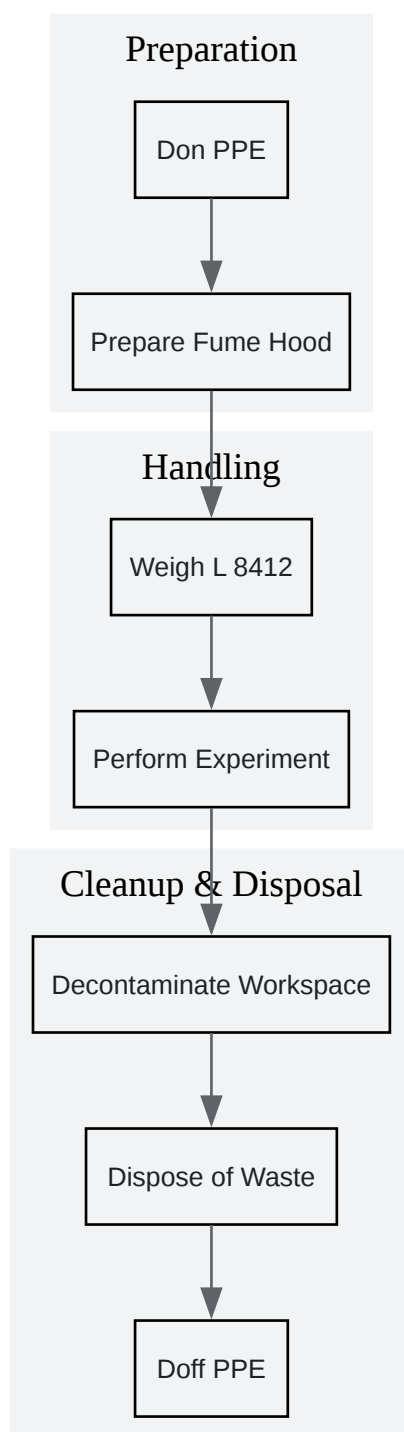 Preparation
Don PPE
Prepare Fume Hood
Handling
Weigh L 8412
Perform Experiment
Cleanup & Disposal
Decontaminate Workspace
Dispose of Waste
Doff PPE